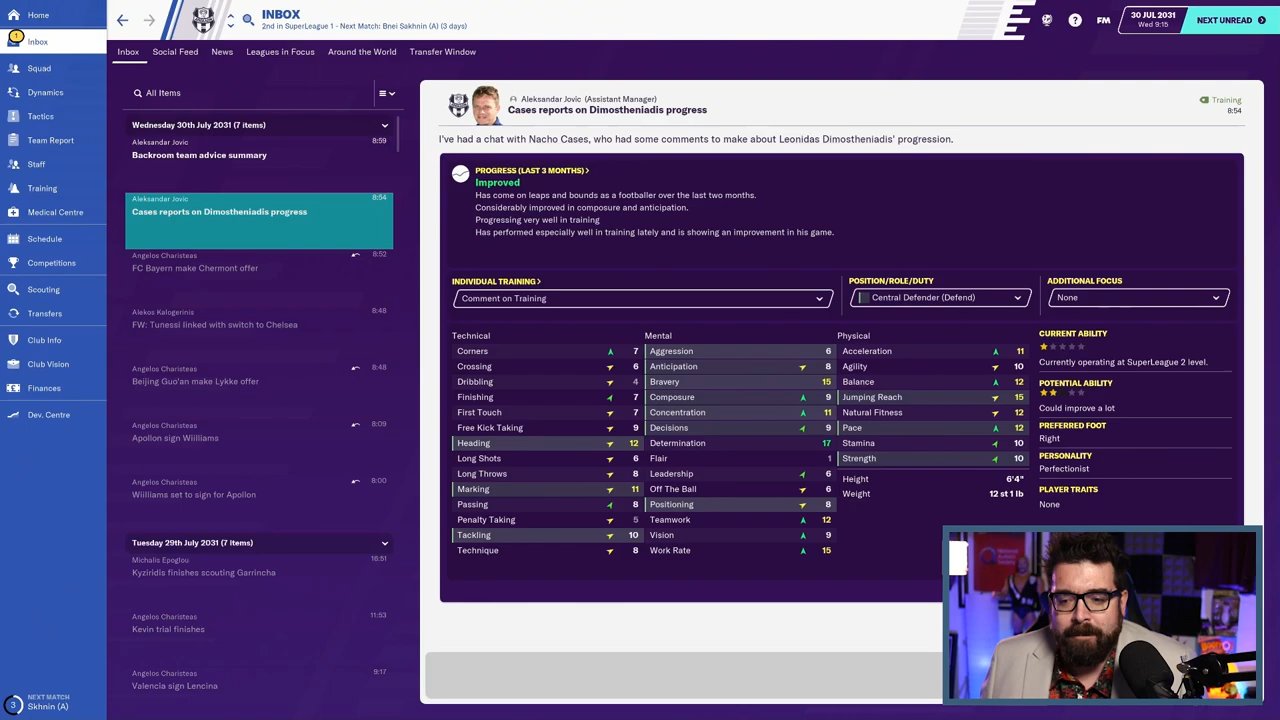 Home
Inbox
Squad
Dynamics
Tactics
Team Report
Staff
Training
Medical Centre
Schedule
Competitions
Scouting
Transfers
Club Info
Club Vision
Finances
Dev. Centre
3
NEXT MATCH
Skhnin (A)
INBOX
2nd in SuperLeague 1 - Next Match: Bnei Sakhnin (A) (3 days)
FM
30 JUL 2031
Wed 9:15
NEXT UNREAD
Inbox
Social Feed
News
Leagues in Focus
Around the World
Transfer Window
All Items
Wednesday 30th July 2031 (7 items)
Aleksandar Jovic 8:59
Backroom team advice summary
Aleksandar Jovic 8:54
Cases reports on Dimostheniadis progress
Angelos Charisteas 8:52
FC Bayern make Chermont offer
Alekos Kalogerinis 8:48
FW: Tunessi linked with switch to Chelsea
Angelos Charisteas 8:48
Beijing Guo'an make Lykke offer
Angelos Charisteas 8:09
Apollon sign Wiilliams
Angelos Charisteas 8:00
Wiilliams set to sign for Apollon
Tuesday 29th July 2031 (7 items)
Michalis Epeoglou 16:51
Kyziridis finishes scouting Garrincha
Angelos Charisteas 11:53
Kevin trial finishes
Angelos Charisteas 9:17
Valencia sign Lencina
Aleksandar Jovic (Assistant Manager)
Cases reports on Dimostheniadis progress
Training
8:54
I've had a chat with Nacho Cases, who had some comments to make about Leonidas Dimostheniadis' progression.
PROGRESS (LAST 3 MONTHS) >
Improved
Has come on leaps and bounds as a footballer over the last two months.
Considerably improved in composure and anticipation.
Progressing very well in training
Has performed especially well in training lately and is showing an improvement in his game.
INDIVIDUAL TRAINING >
Comment on Training
POSITION/ROLE/DUTY
Central Defender (Defend)
ADDITIONAL FOCUS
None
Technical
Corners 7
Crossing 6
Dribbling 4
Finishing 7
First Touch 7
Free Kick Taking 9
Heading 12
Long Shots 6
Long Throws 8
Marking 11
Passing 8
Penalty Taking 5
Tackling 10
Technique 8
Mental
Aggression 6
Anticipation 8
Bravery 15
Composure 9
Concentration 11
Decisions 9
Determination 17
Flair 1
Leadership 6
Off The Ball 6
Positioning 8
Teamwork 12
Vision 9
Work Rate 15
Physical
Acceleration 11
Agility 10
Balance 12
Jumping Reach 15
Natural Fitness 12
Pace 12
Stamina 10
Strength 10
Height 6'4"
Weight 12 st 1 lb
CURRENT ABILITY
Currently operating at SuperLeague 2 level.
POTENTIAL ABILITY
Could improve a lot
PREFERRED FOOT
Right
PERSONALITY
Perfectionist
PLAYER TRAITS
None